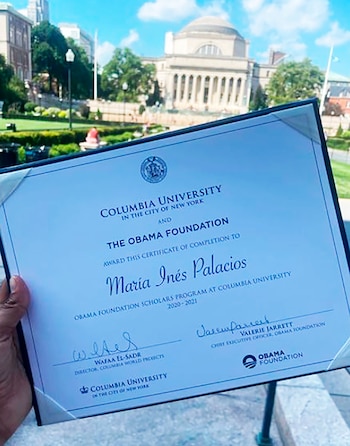 COLUMBIA UNIVERSITY
IN THE CITY OF NEW YORK
AND
THE OBAMA FOUNDATION
AWARD THIS CERTIFICATE OF COMPLETION TO
María Inés Palacios
OBAMA FOUNDATION SCHOLARS PROGRAM AT COLUMBIA UNIVERSITY
2020 - 2021
Valerie Jarrett
WAFAA EL-SADR
DIRECTOR, COLUMBIA WORLD PROJECTS
VALERIE JARRETT
CHIEF EXECUTIVE OFFICER, OBAMA FOUNDATION
COLUMBIA UNIVERSITY
IN THE CITY OF NEW YORK
OBAMA
FOUNDATION